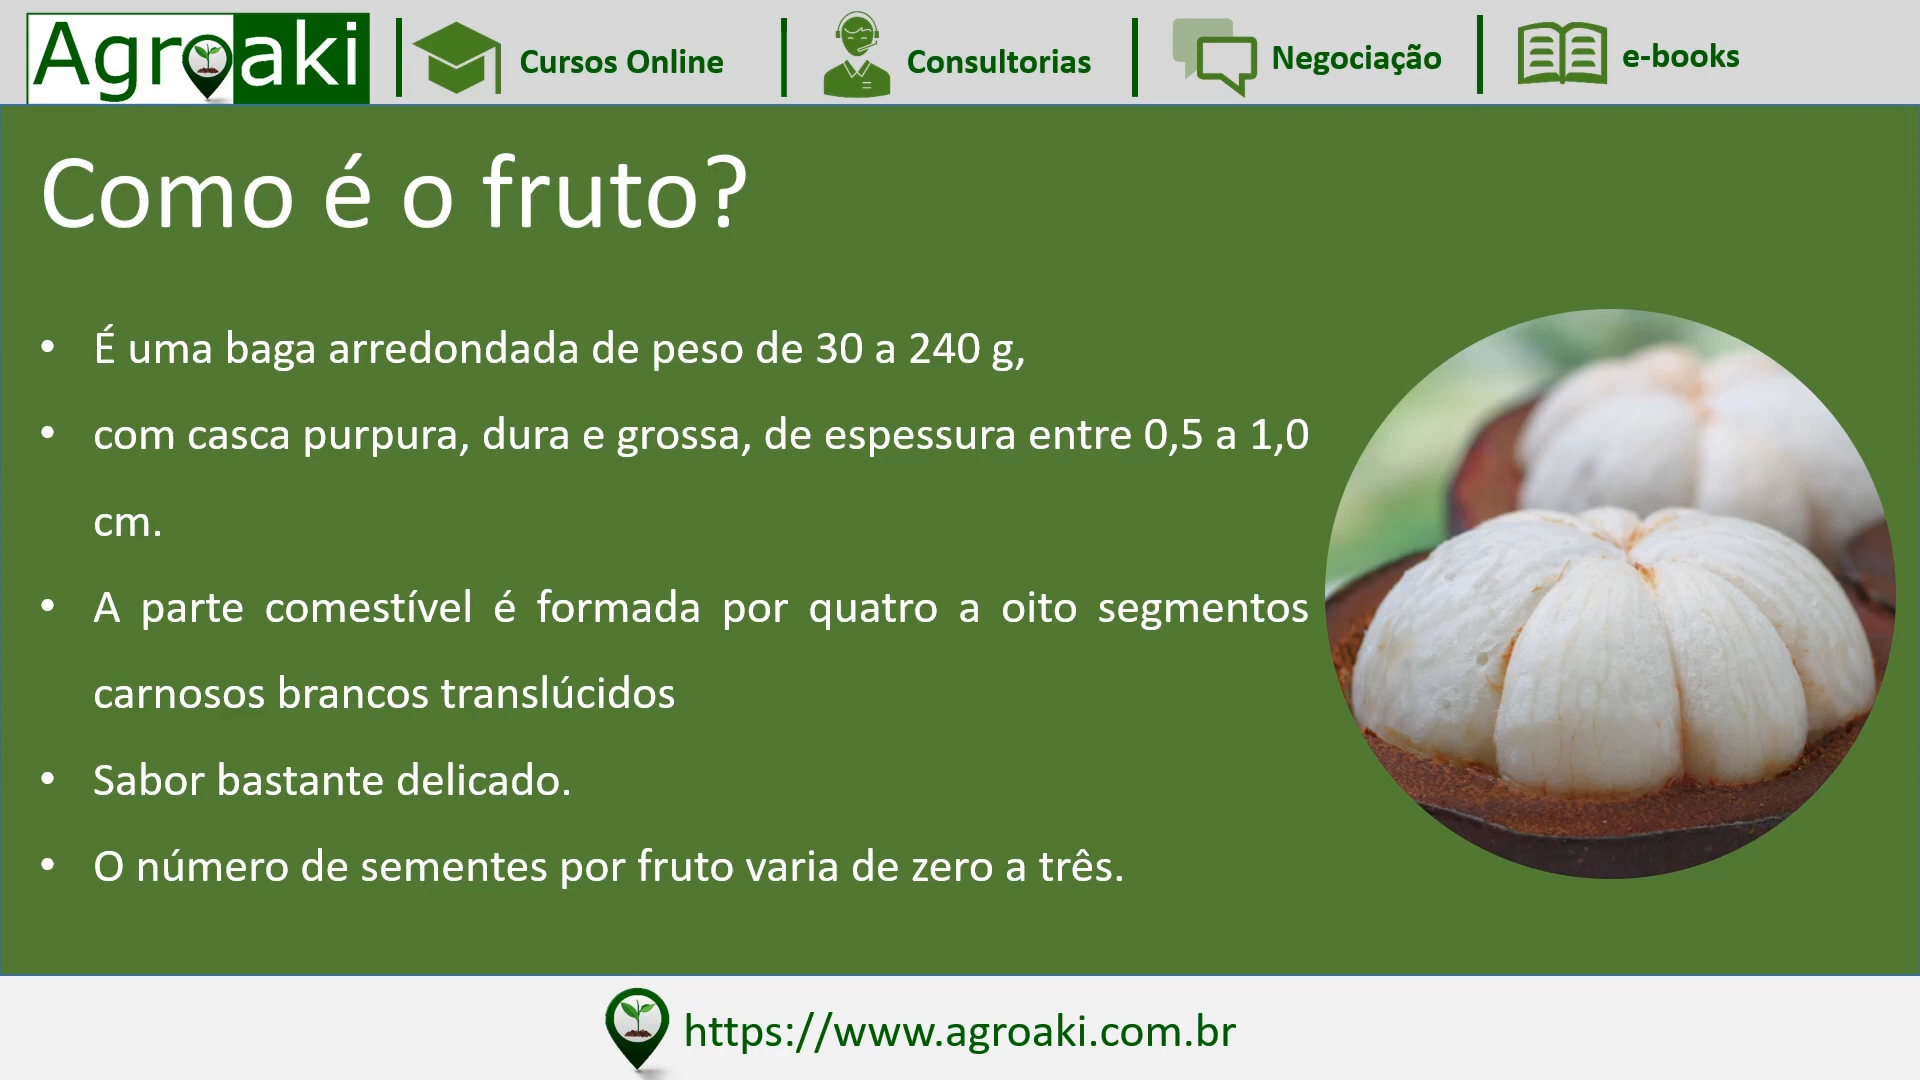 Agroaki
Cursos Online
Consultorias
Negociação
e-books
Como é o fruto?
• É uma baga arredondada de peso de 30 a 240 g,
• com casca purpura, dura e grossa, de espessura entre 0,5 a 1,0
cm.
• A parte comestível é formada por quatro a oito segmentos
carnosos brancos translúcidos
• Sabor bastante delicado.
• O número de sementes por fruto varia de zero a três.
https://www.agroaki.com.br